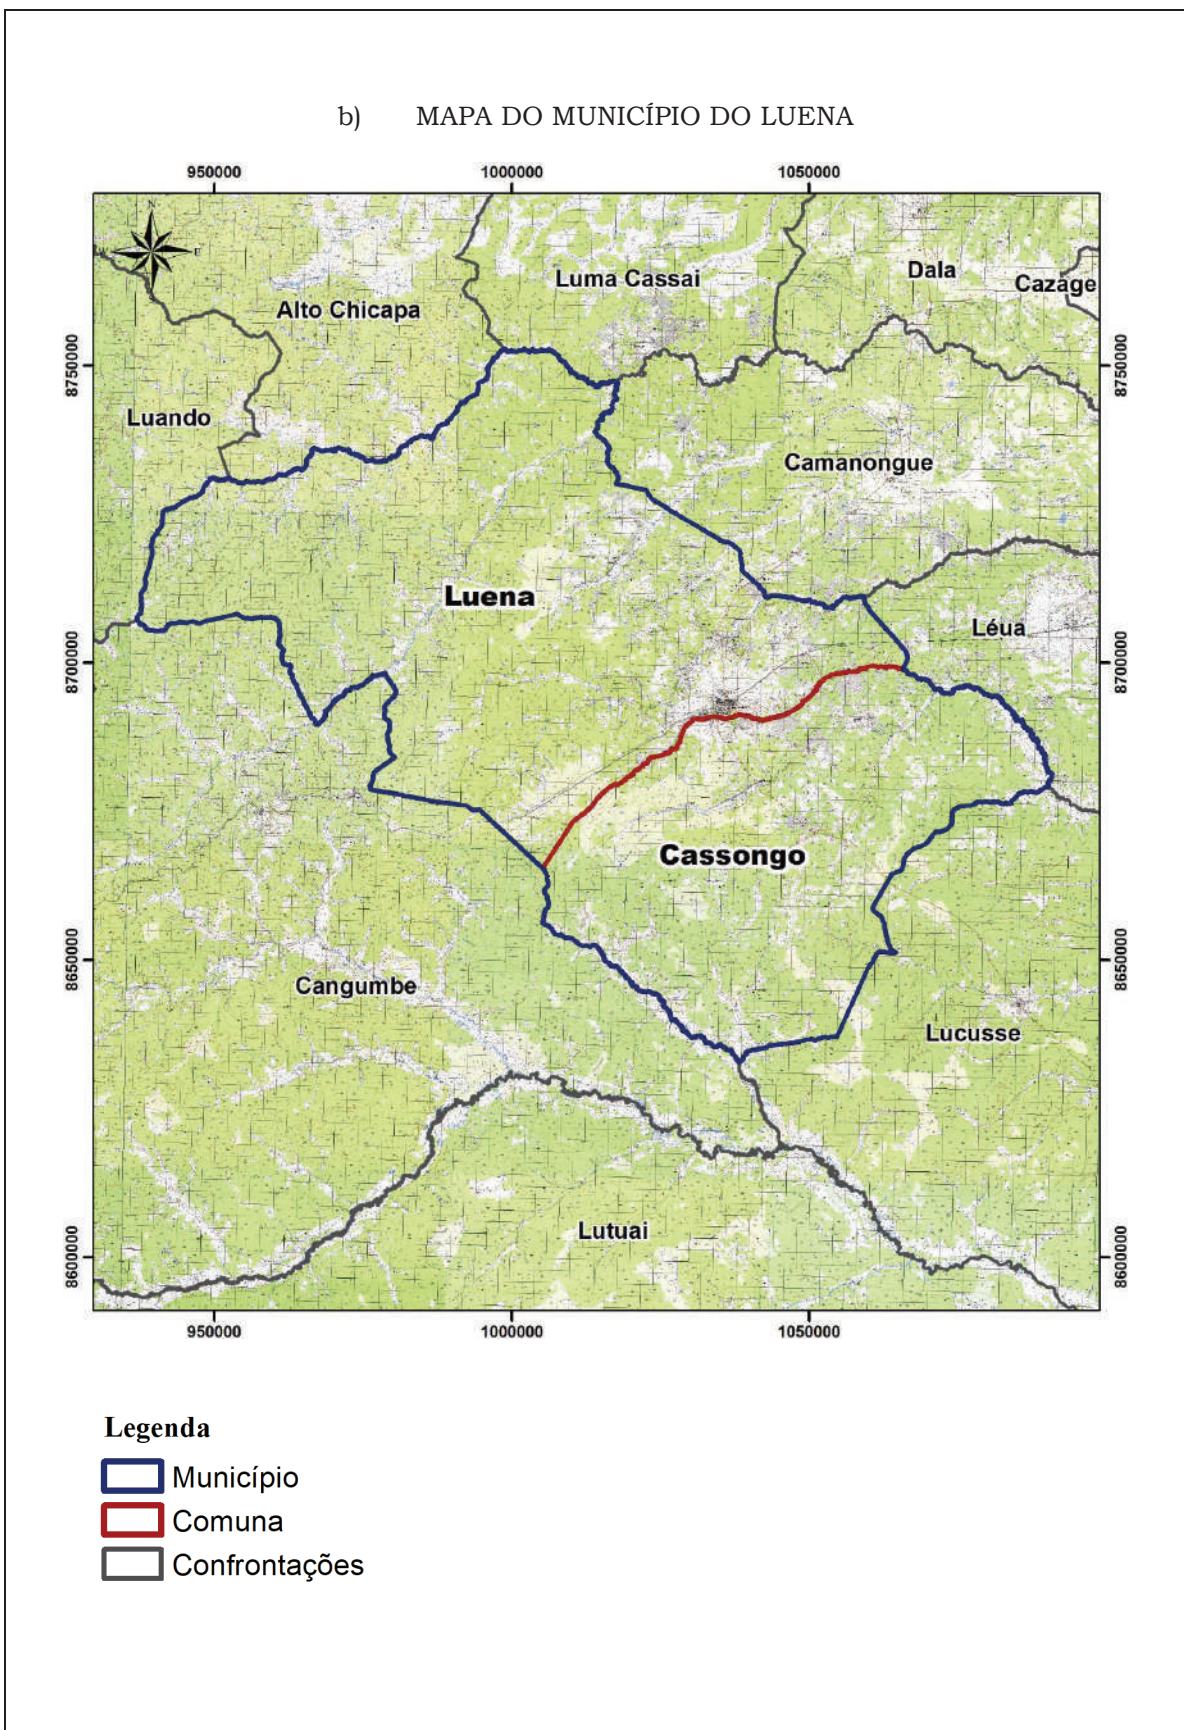 b) MAPA DO MUNICÍPIO DO LUENA
950000 1000000 1050000
N
E
S
Luma Cassai
Dala
Cazage
Alto Chicapa
8750000 8750000
Luando
Camanongue
Luena
Léua
8700000 8700000
Cassongo
8650000 8650000
Cangumbe
Lucusse
Lutuai
8600000 8600000
950000 1000000 1050000
Legenda
Município
Comuna
Confrontações